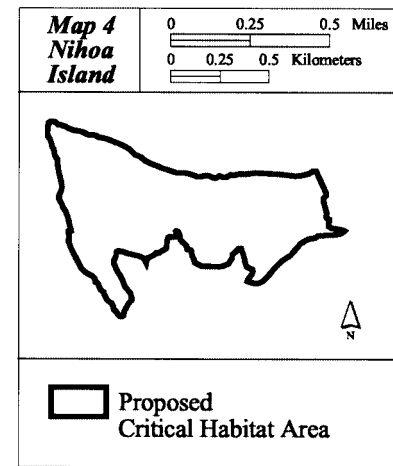 Map 4
Nihoa
Island
0 0.25 0.5 Miles
0 0.25 0.5 Kilometers
N
Proposed
Critical Habitat Area